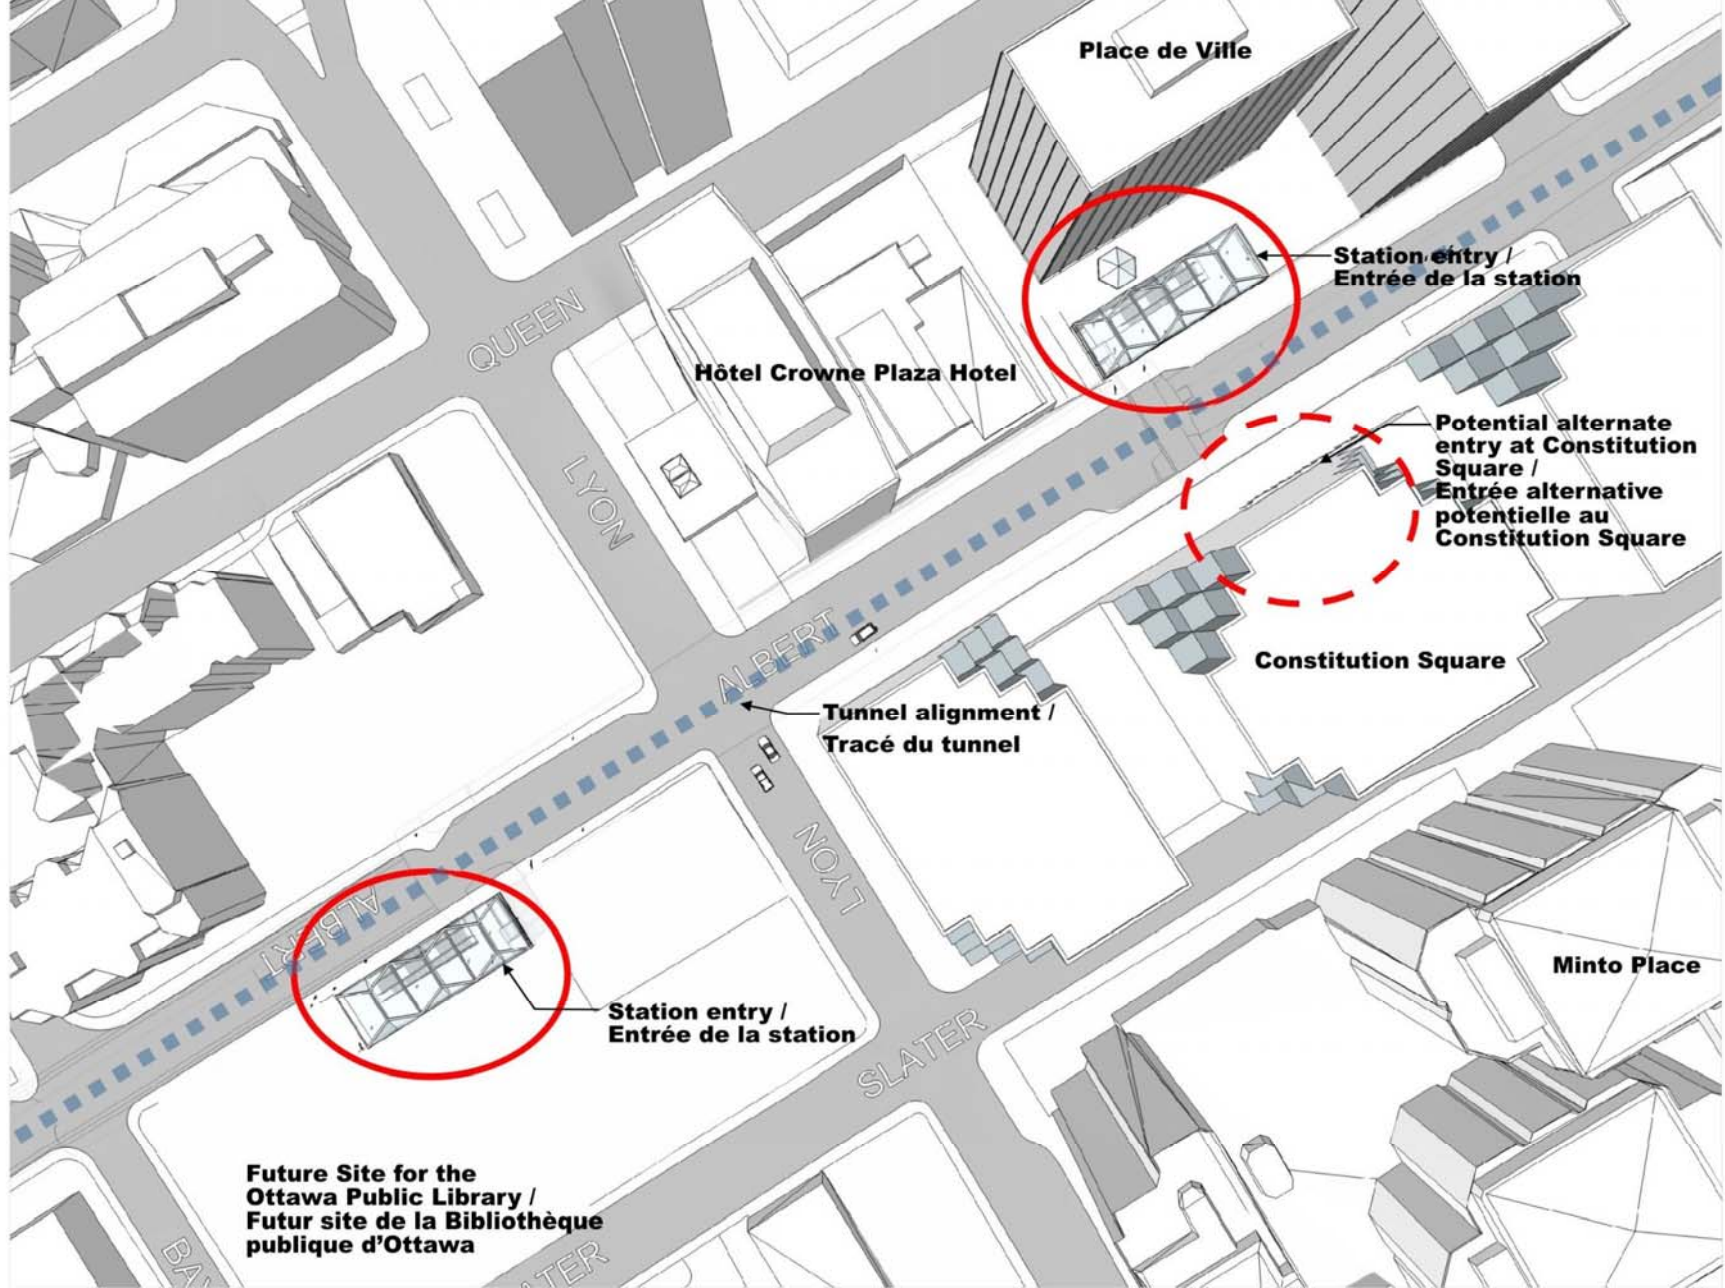 Place de Ville
Station entry /
Entrée de la station
QUEEN
Hôtel Crowne Plaza Hotel
Potential alternate
entry at Constitution
Square /
Entrée alternative
potentielle au
Constitution Square
LYON
ALBERT
Constitution Square
Tunnel alignment /
Tracé du tunnel
LYON
ALBERT
Minto Place
Station entry /
Entrée de la station
SLATER
Future Site for the
Ottawa Public Library /
Futur site de la Bibliothèque
publique d'Ottawa